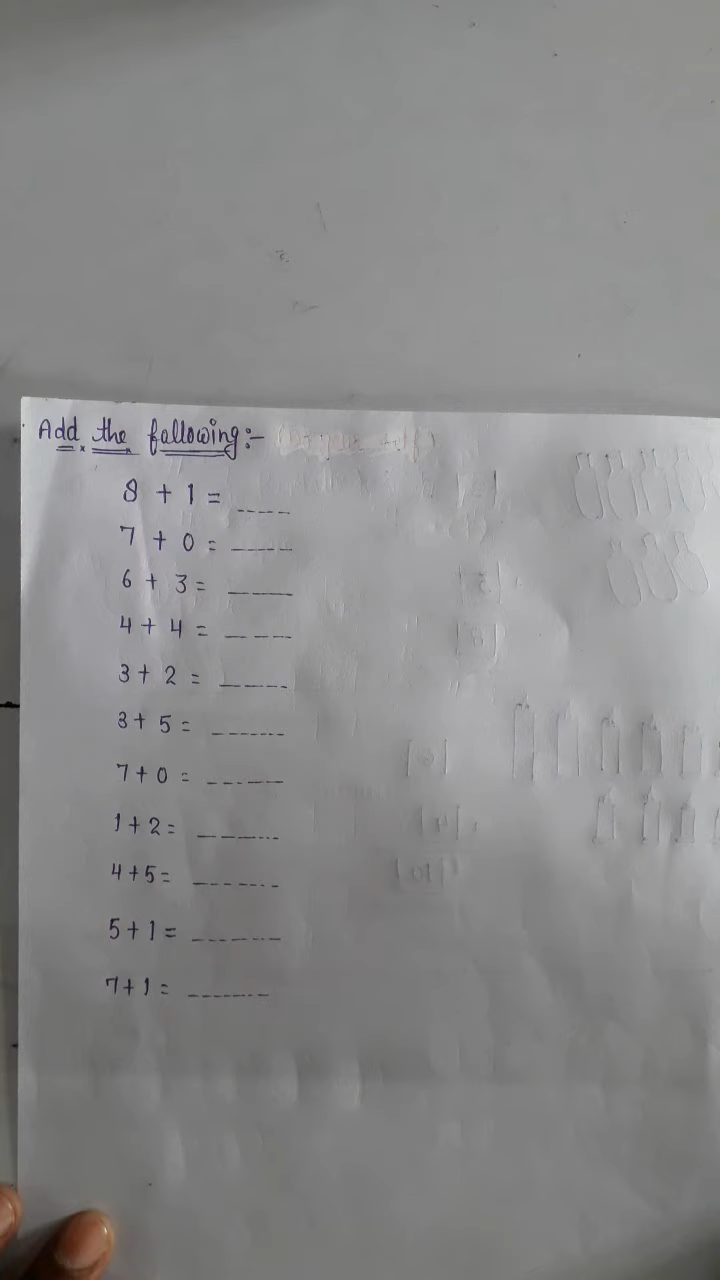 Add the following:-
8 + 1 = -----
7 + 0 = -----
6 + 3 = -----
4 + 4 = -----
3 + 2 = ------
3 + 5 = -------
7 + 0 = ------
1 + 2 = ------
4 + 5 = -------
5 + 1 = -------
7 + 1 = -------